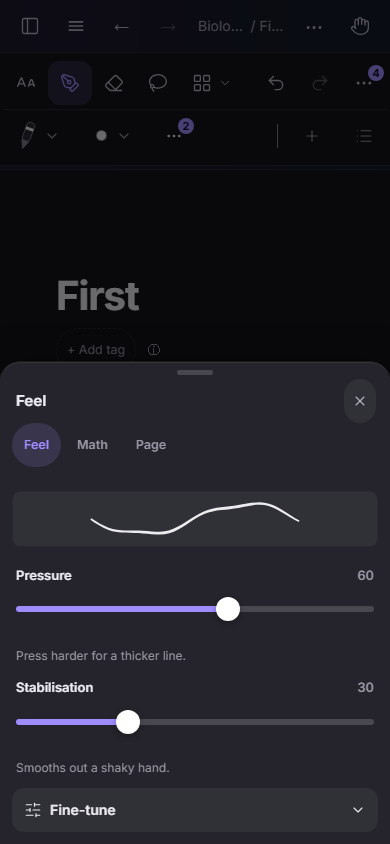 Biolo... / Fi...
AA
4
2
First
+ Add tag
Feel
Feel Math Page
Pressure 60
Press harder for a thicker line.
Stabilisation 30
Smooths out a shaky hand.
Fine-tune